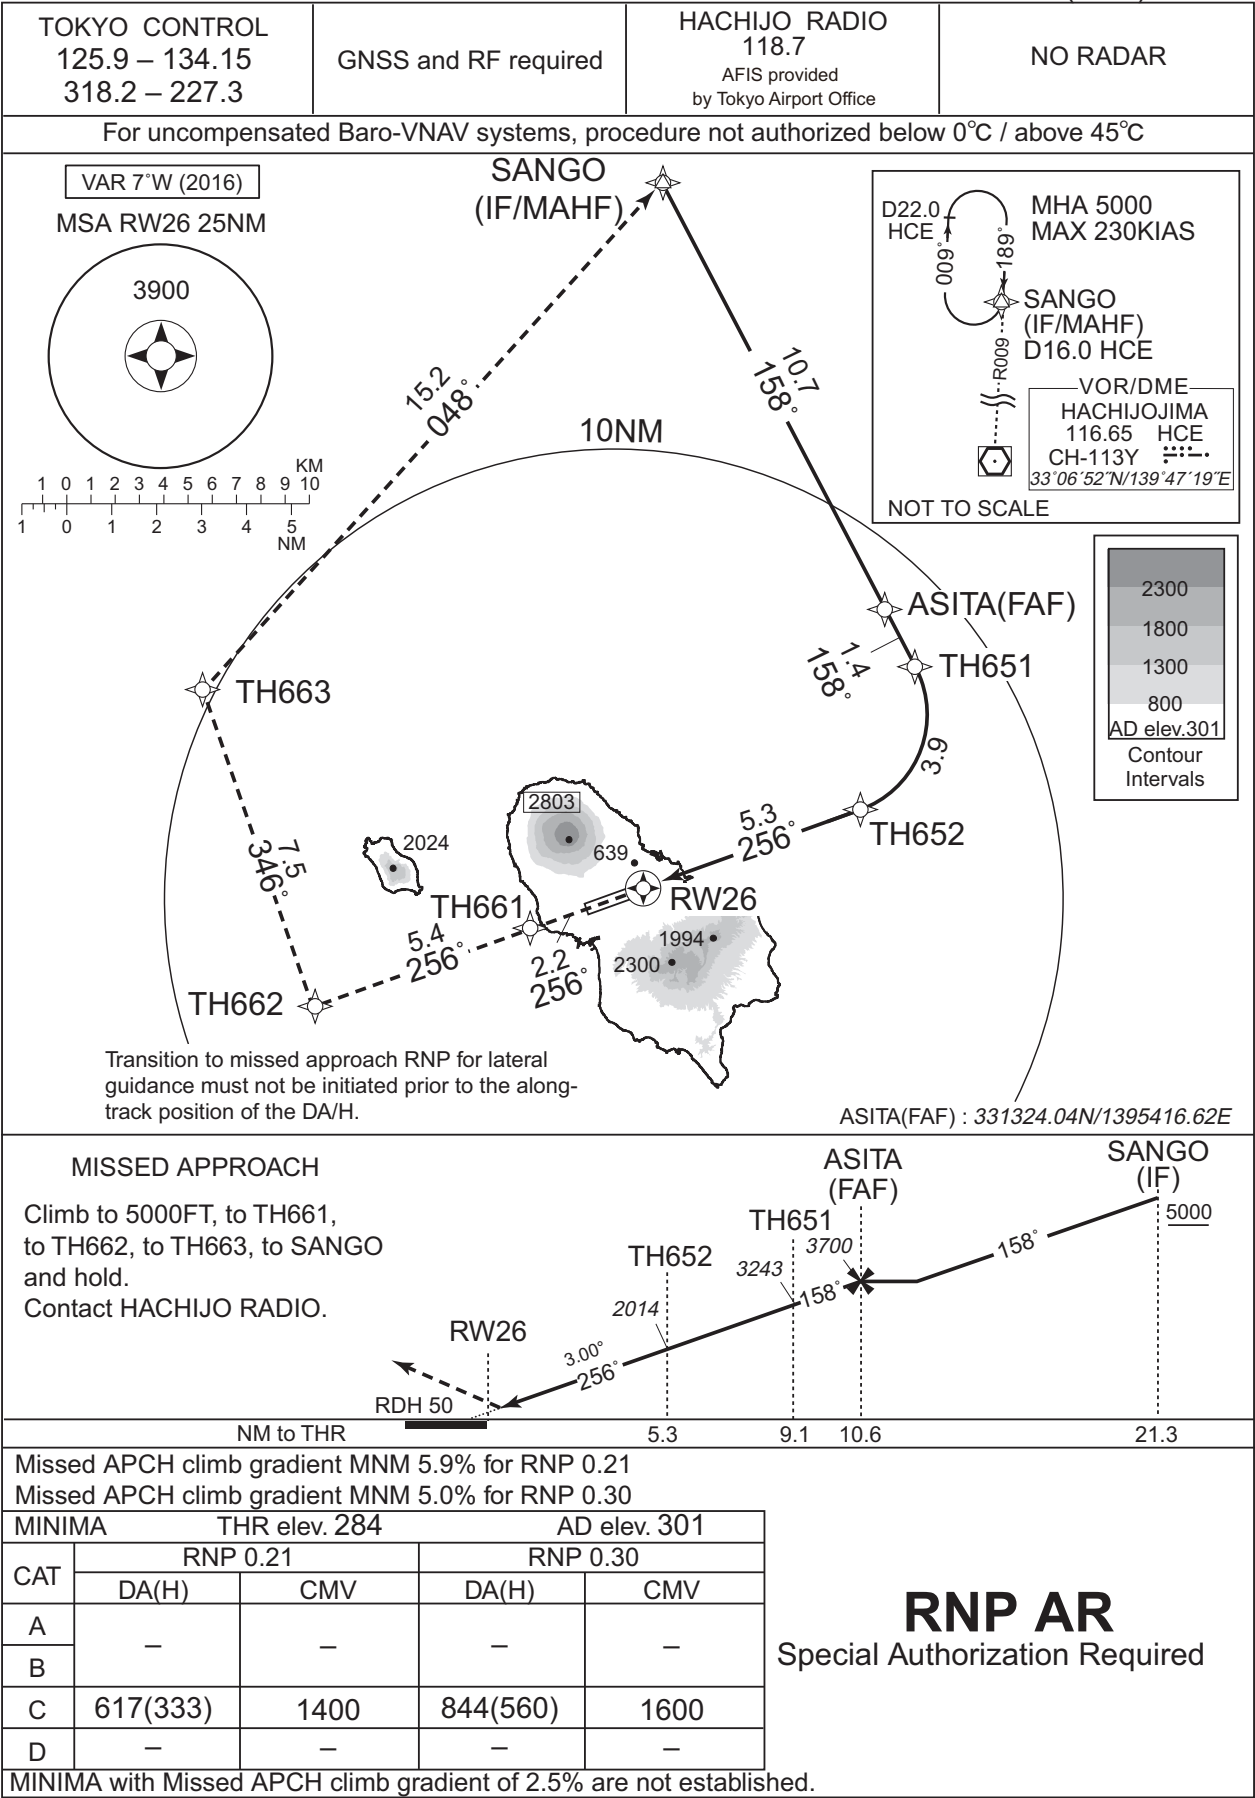 TOKYO CONTROL
125.9 – 134.15
318.2 – 227.3
GNSS and RF required
HACHIJO RADIO
118.7
AFIS provided
by Tokyo Airport Office
NO RADAR
For uncompensated Baro-VNAV systems, procedure not authorized below 0°C / above 45°C
VAR 7°W (2016)
MSA RW26 25NM
3900
KM
1 0 1 2 3 4 5 6 7 8 9 10
1 0 1 2 3 4 5
NM
SANGO
(IF/MAHF)
15.2
048°
10.7
158°
10NM
D22.0
HCE
009°
189°
MHA 5000
MAX 230KIAS
SANGO
(IF/MAHF)
D16.0 HCE
R009
VOR/DME
HACHIJOJIMA
116.65 HCE
CH-113Y
33°06´52˝N/139°47´19˝E
NOT TO SCALE
2300
1800
1300
800
AD elev.301
Contour
Intervals
ASITA(FAF)
1.4
158°
TH651
3.9
TH652
5.3
256°
TH663
7.5
346°
2024
2803
639
RW26
TH661
5.4
256°
2.2
256°
1994
2300
TH662
Transition to missed approach RNP for lateral
guidance must not be initiated prior to the along-
track position of the DA/H.
ASITA(FAF) : 331324.04N/1395416.62E
MISSED APPROACH
Climb to 5000FT, to TH661,
to TH662, to TH663, to SANGO
and hold.
Contact HACHIJO RADIO.
SANGO
(IF)
5000
ASITA
(FAF)
158°
TH651
3700
3243
158°
TH652
2014
RW26
3.00°
256°
RDH 50
NM to THR
5.3
9.1
10.6
21.3
Missed APCH climb gradient MNM 5.9% for RNP 0.21
Missed APCH climb gradient MNM 5.0% for RNP 0.30
MINIMA THR elev. 284 AD elev. 301
CAT RNP 0.21 RNP 0.30
DA(H) CMV DA(H) CMV
A
– – – –
B
C 617(333) 1400 844(560) 1600
D – – – –
MINIMA with Missed APCH climb gradient of 2.5% are not established.
RNP AR
Special Authorization Required